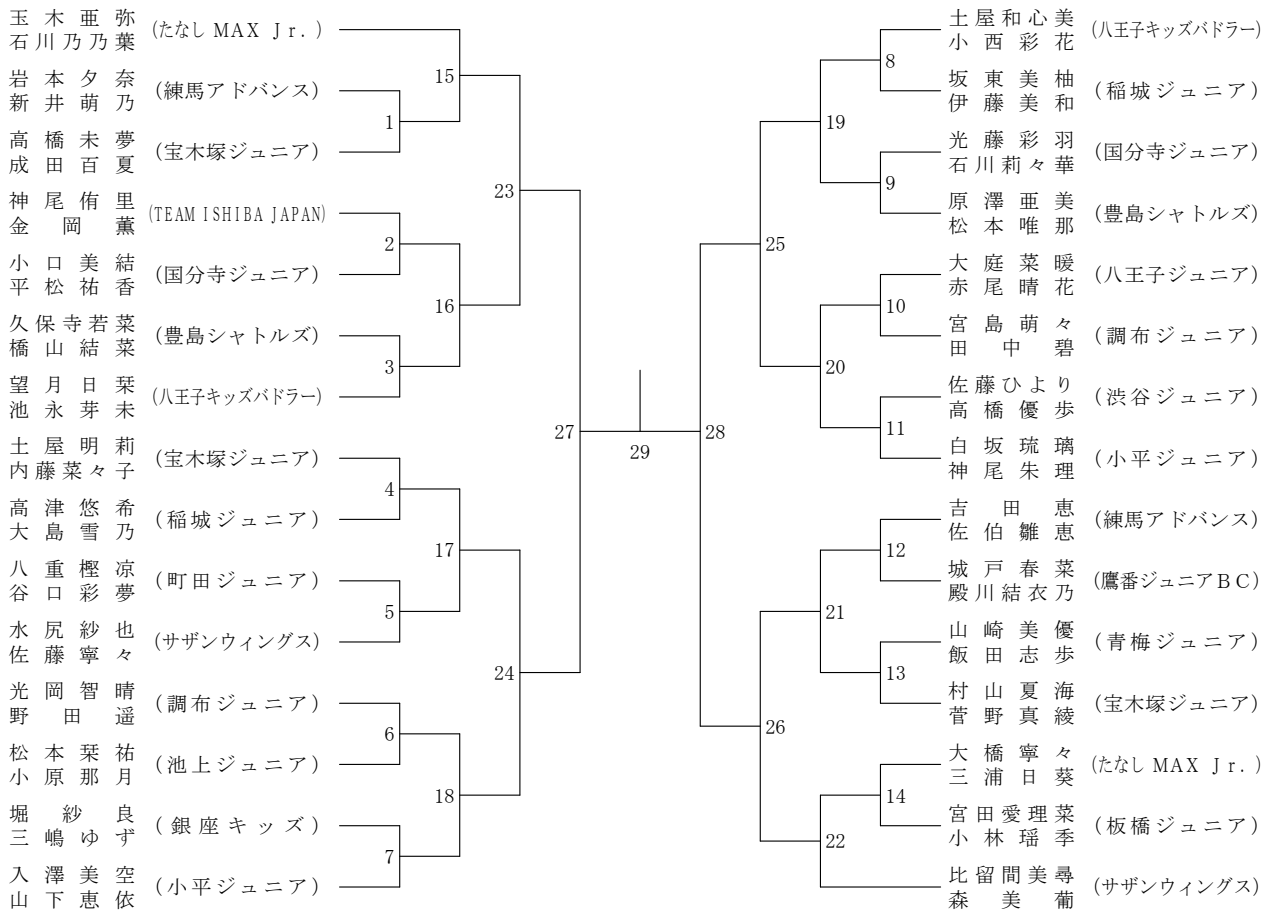 玉木亜弥
石川乃乃葉
(たなし MAX Jr.)
岩本夕奈
新井萌乃
(練馬アドバンス)
高橋未夢
成田百夏
(宝木塚ジュニア)
神尾侑里
金岡薫
(TEAM ISHIBA JAPAN)
小口美結
平松祐香
(国分寺ジュニア)
久保寺若菜
橋山結菜
(豊島シャトルズ)
望月日栞
池永芽未
(八王子キッズバドラー)
土屋明莉
内藤菜々子
(宝木塚ジュニア)
高津悠希
大島雪乃
(稲城ジュニア)
八重樫凉
谷口彩夢
(町田ジュニア)
水尻紗也
佐藤寧々
(サザンウィングス)
光岡智晴
野田遥
(調布ジュニア)
松本栞祐
小原那月
(池上ジュニア)
堀紗良
三嶋ゆず
(銀座キッズ)
入澤美空
山下恵依
(小平ジュニア)
1
2
3
4
5
6
7
15
16
17
18
23
24
27
29
28
25
26
19
20
21
22
8
9
10
11
12
13
14
土屋和心美
小西彩花
(八王子キッズバドラー)
坂東美柚
伊藤美和
(稲城ジュニア)
光藤彩羽
石川莉々華
(国分寺ジュニア)
原澤亜美
松本唯那
(豊島シャトルズ)
大庭菜暖
赤尾晴花
(八王子ジュニア)
宮島萌々
田中碧
(調布ジュニア)
佐藤ひより
高橋優歩
(渋谷ジュニア)
白坂琉璃
神尾朱理
(小平ジュニア)
吉田恵
佐伯雛恵
(練馬アドバンス)
城戸春菜
殿川結衣乃
(鷹番ジュニアＢＣ)
山崎美優
飯田志歩
(青梅ジュニア)
村山夏海
菅野真綾
(宝木塚ジュニア)
大橋寧々
三浦日葵
(たなし MAX Jr.)
宮田愛理菜
小林瑶季
(板橋ジュニア)
比留間美尋
森美葡
(サザンウィングス)